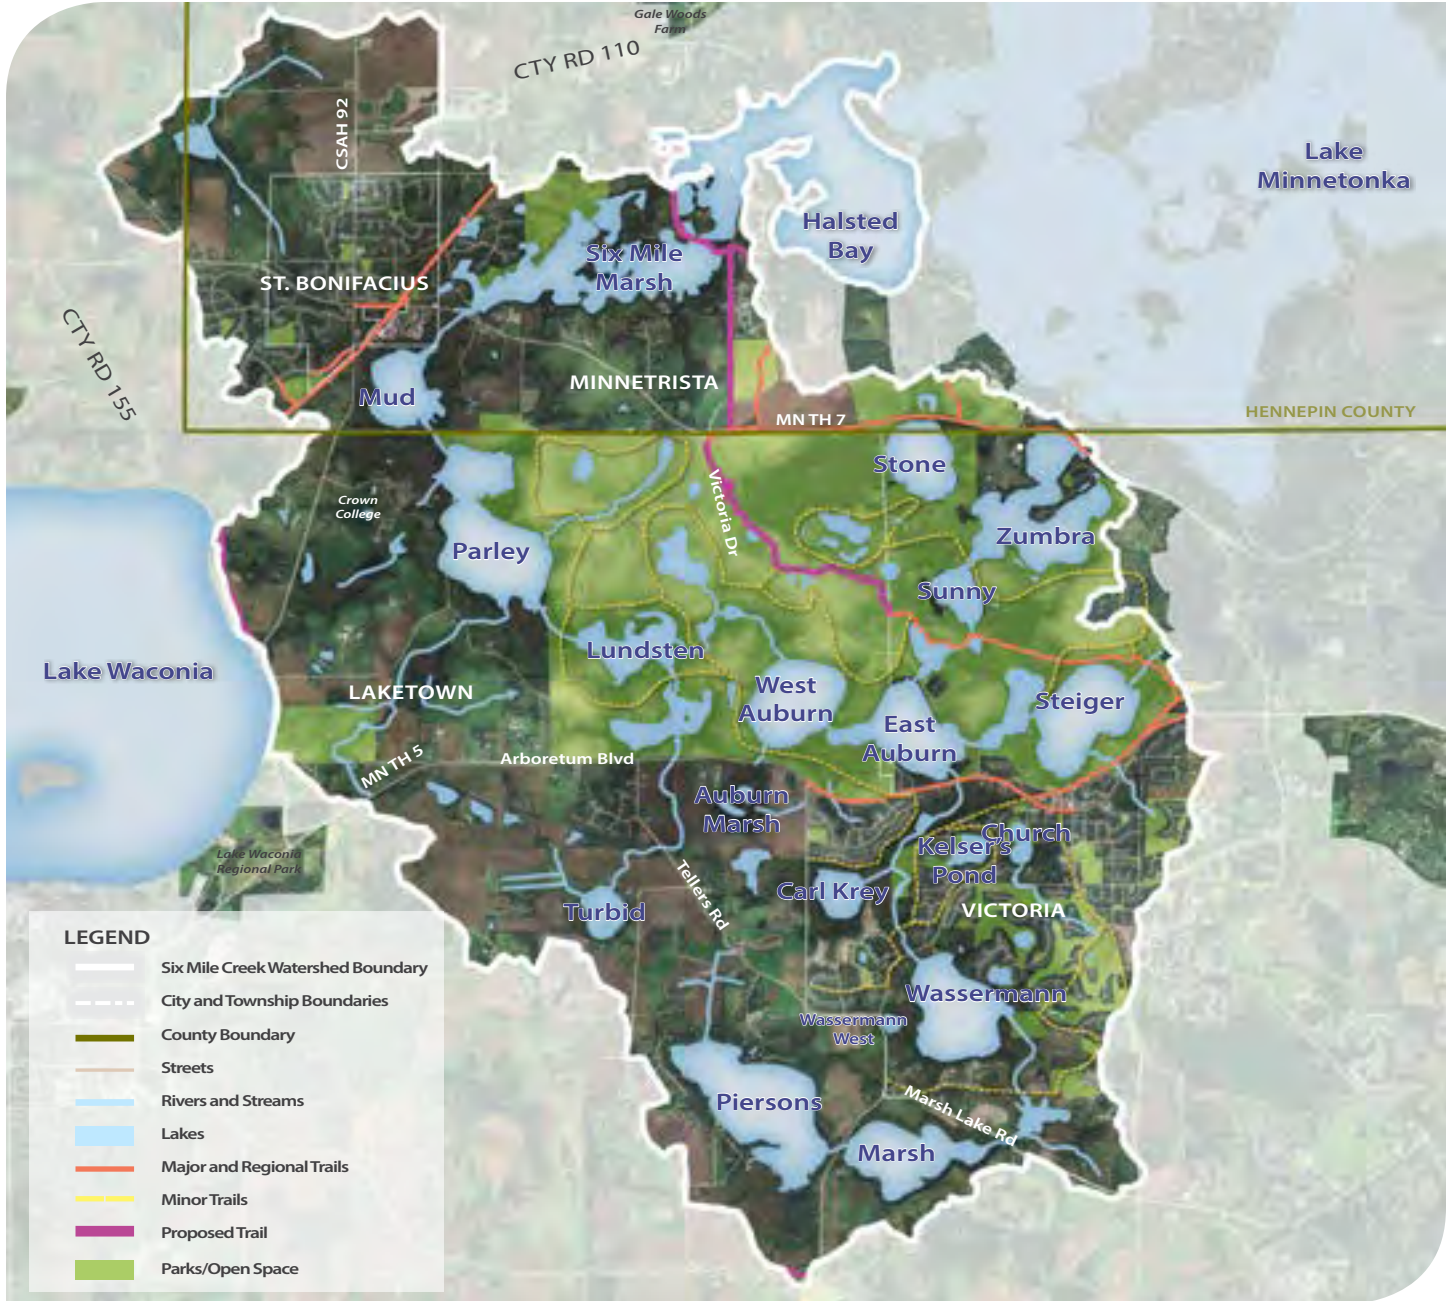 Gale Woods
Farm
CTY RD 110
CSAH 92
Lake
Minnetonka
Halsted
Bay
Six Mile
Marsh
ST. BONIFACIUS
CTY RD 155
MINNETRISTA
Mud
HENNEPIN COUNTY
MN TH 7
Stone
Victoria Dr
Crown
College
Zumbra
Parley
Sunny
Lundsten
Lake Waconia
LAKETOWN
West
Auburn
Steiger
East
Auburn
MN TH 5
Arboretum Blvd
Auburn
Marsh
Church
Kelser's
Pond
Lake Waconia
Regional Park
Tellers Rd
Carl Krey
Turbid
VICTORIA
Wassermann
Wassermann
West
Piersons
Marsh Lake Rd
Marsh
LEGEND
Six Mile Creek Watershed Boundary
City and Township Boundaries
County Boundary
Streets
Rivers and Streams
Lakes
Major and Regional Trails
Minor Trails
Proposed Trail
Parks/Open Space